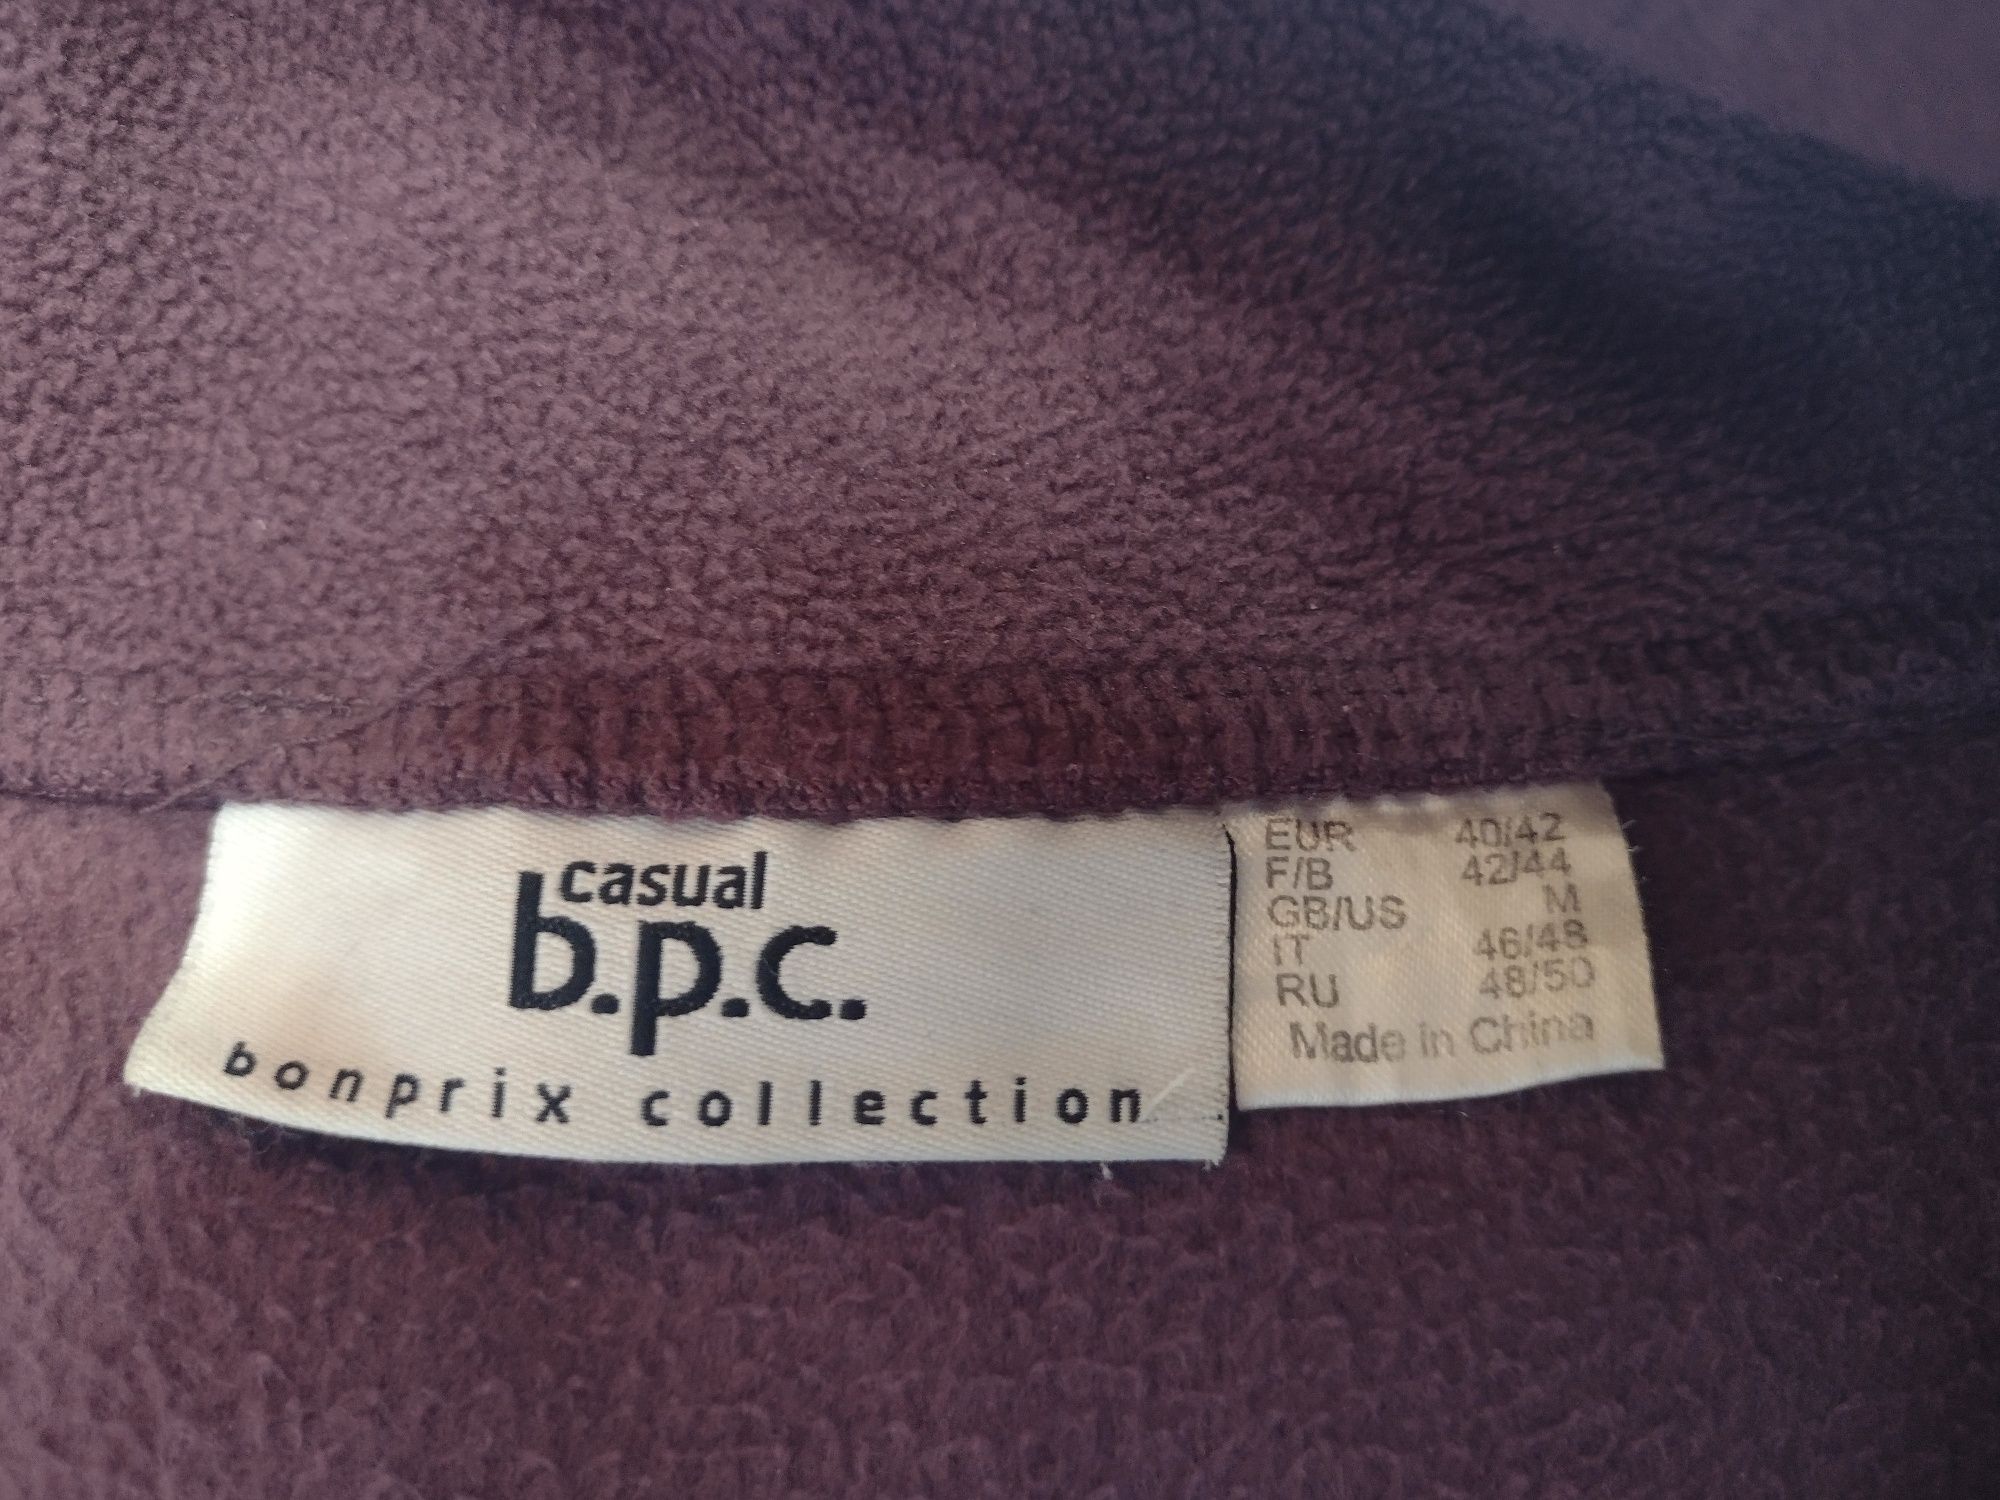 casual
b.p.c.
bonprix collection
EUR 40/42
F/B 42/44
GB/US M
IT 46/48
RU 48/50
Made in China